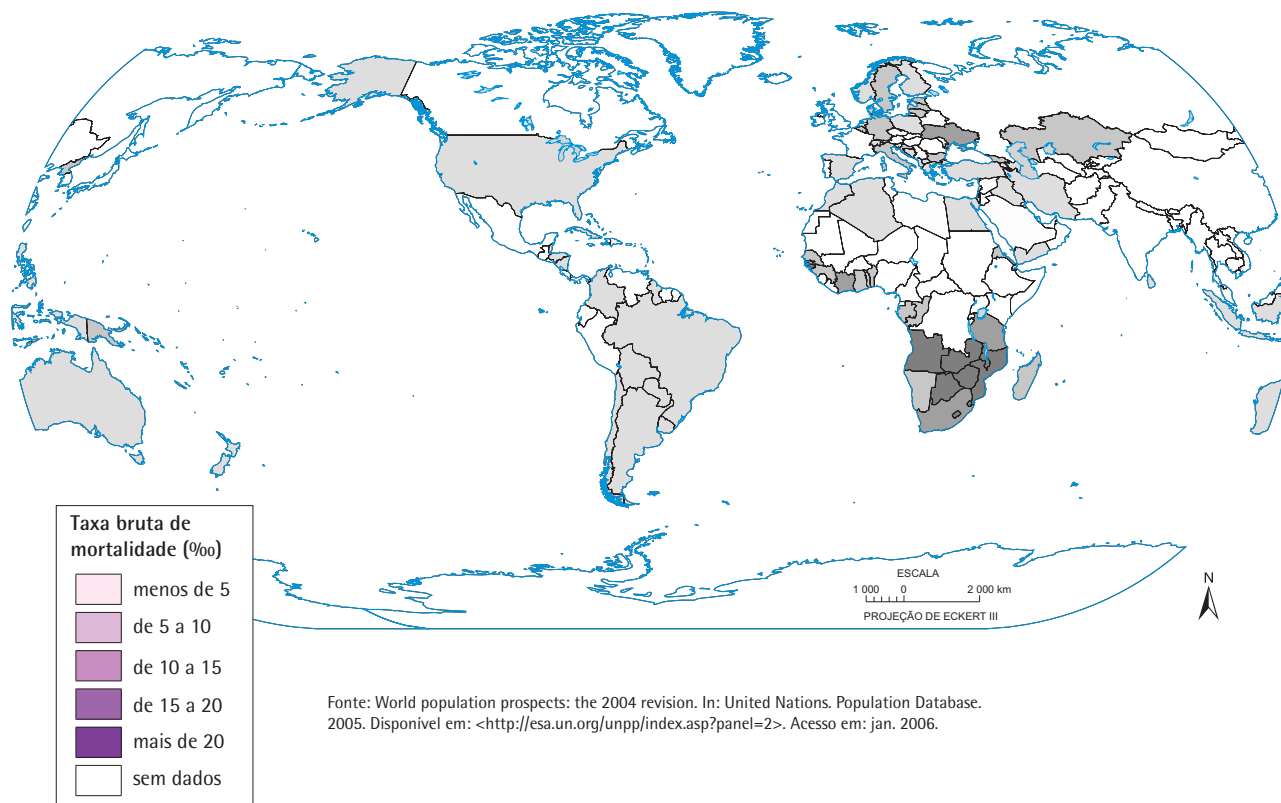 Taxa bruta de
mortalidade (‰)
menos de 5
de 5 a 10
de 10 a 15
de 15 a 20
mais de 20
sem dados
ESCALA
1 000 0 2 000 km
PROJEÇÃO DE ECKERT III
N
Fonte: World population prospects: the 2004 revision. In: United Nations. Population Database.
2005. Disponível em: <http://esa.un.org/unpp/index.asp?panel=2>. Acesso em: jan. 2006.